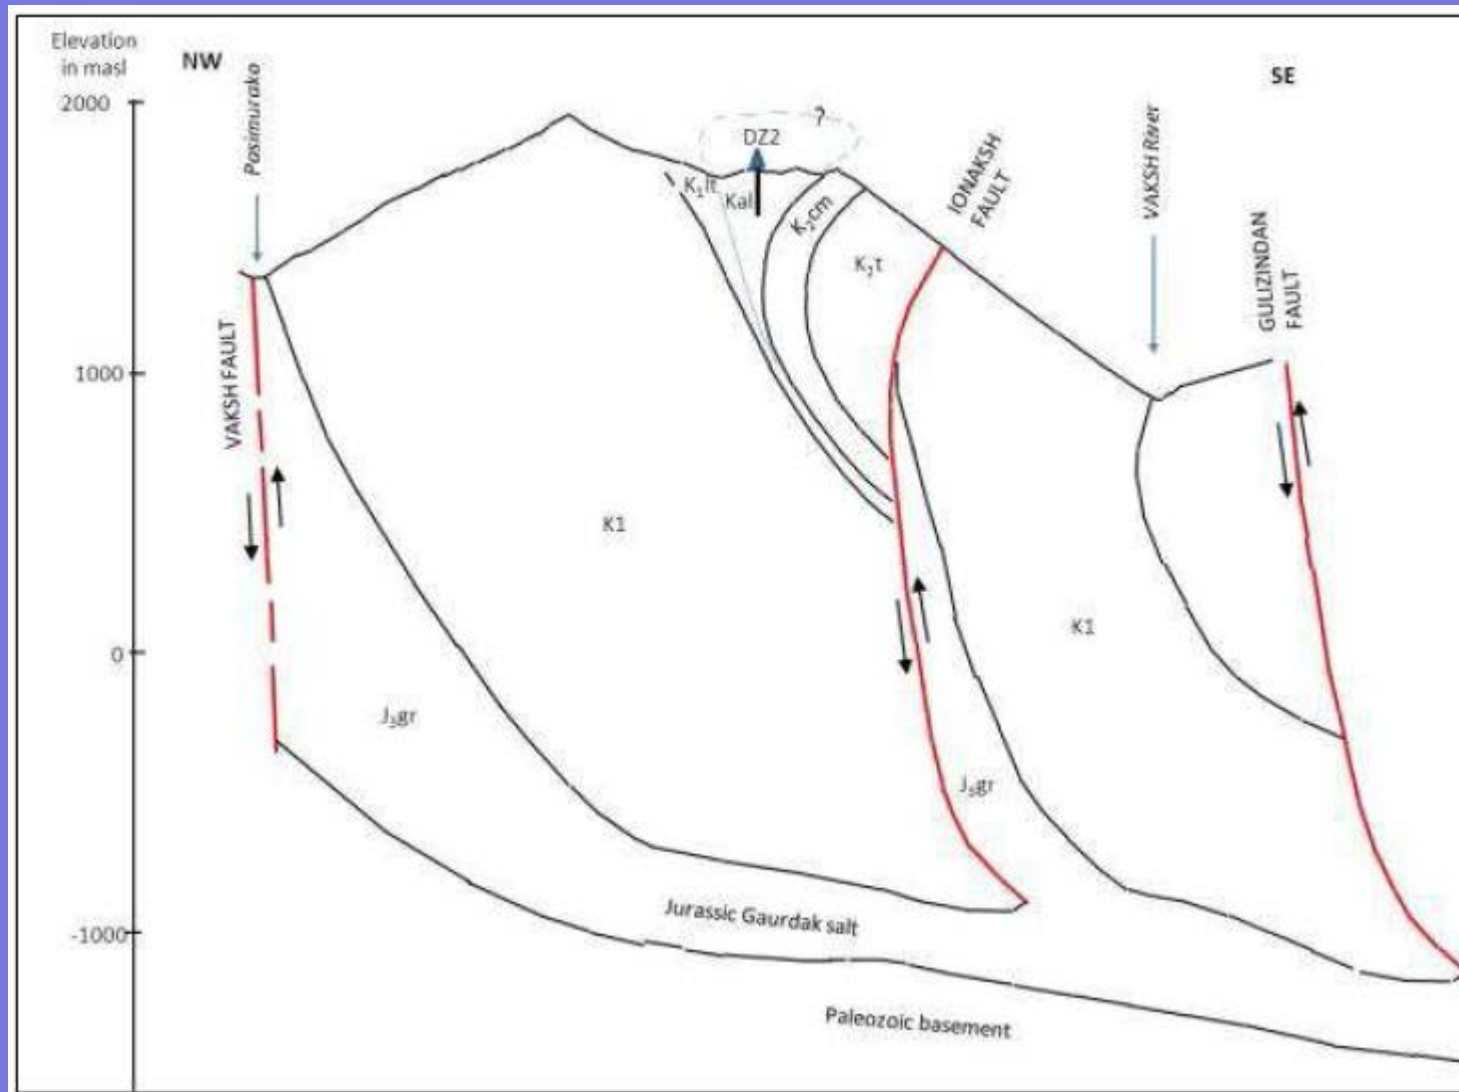 Elevation
in masl
NW
SE
2000
1000
0
-1000
Pasimurako
VAKSH FAULT
DZ2
?
K₁lt
Kal
K₂cm
K₂t
IONAKSH
FAULT
VAKSH River
GULIZINDAN
FAULT
K1
K1
J₃gr
J₃gr
Jurassic Gaurdak salt
Paleozoic basement